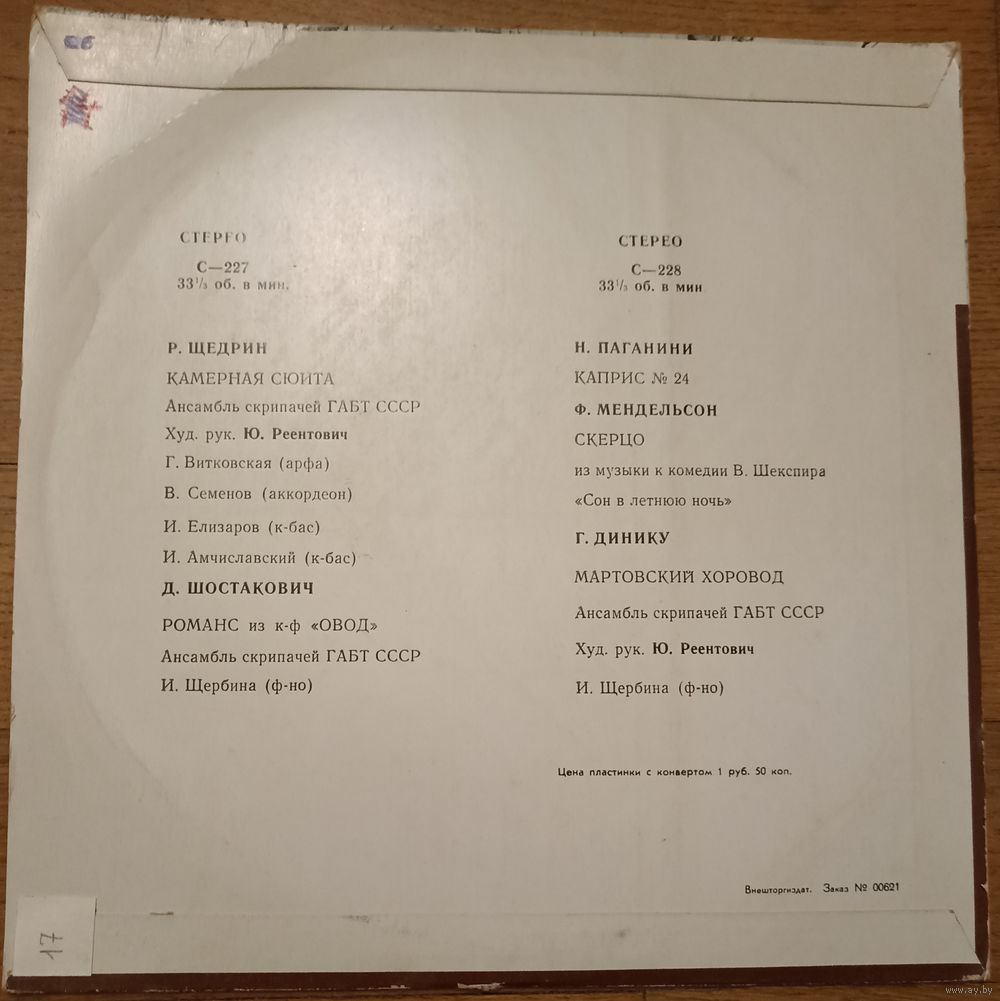 СТЕРЕО
С—227
33⅓ об. в мин.
Р. ЩЕДРИН
КАМЕРНАЯ СЮИТА
Ансамбль скрипачей ГАБТ СССР
Худ. рук. Ю. Реентович
Г. Витковская (арфа)
В. Семенов (аккордеон)
И. Елизаров (к-бас)
И. Амчиславский (к-бас)
Д. ШОСТАКОВИЧ
РОМАНС из к-ф «ОВОД»
Ансамбль скрипачей ГАБТ СССР
И. Щербина (ф-но)
СТЕРЕО
С—228
33⅓ об. в мин
Н. ПАГАНИНИ
КАПРИС № 24
Ф. МЕНДЕЛЬСОН
СКЕРЦО
из музыки к комедии В. Шекспира
«Сон в летнюю ночь»
Г. ДИНИКУ
МАРТОВСКИЙ ХОРОВОД
Ансамбль скрипачей ГАБТ СССР
Худ. рук. Ю. Реентович
И. Щербина (ф-но)
Цена пластинки с конвертом 1 руб. 50 коп.
Внешторгиздат. Заказ № 00621
17
www.ay.by